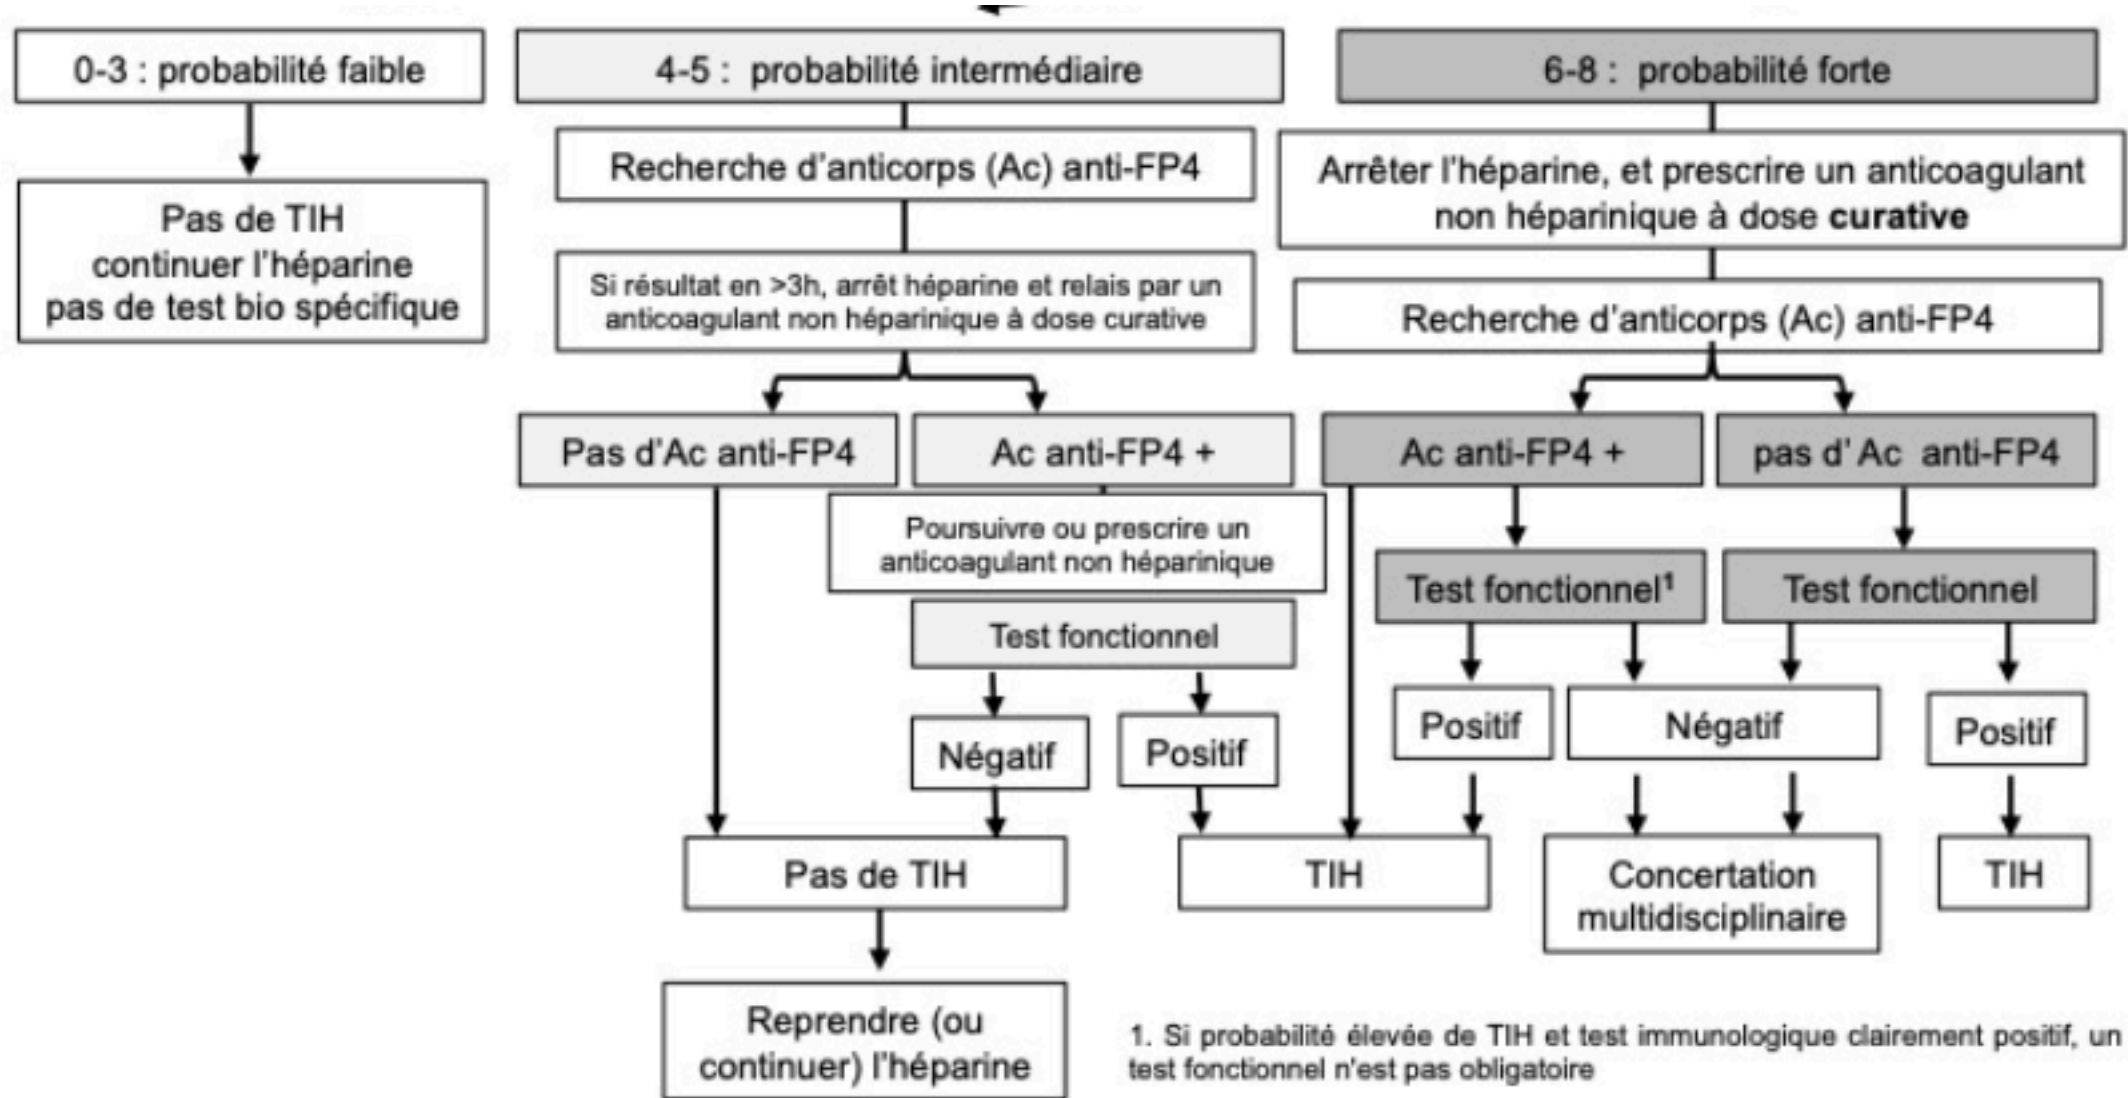 0-3 : probabilité faible
4-5 : probabilité intermédiaire
6-8 : probabilité forte
Pas de TIH
continuer l'héparine
pas de test bio spécifique
Recherche d'anticorps (Ac) anti-FP4
Si résultat en >3h, arrêt héparine et relais par un
anticoagulant non héparinique à dose curative
Arrêter l'héparine, et prescrire un anticoagulant
non héparinique à dose curative
Recherche d'anticorps (Ac) anti-FP4
Pas d'Ac anti-FP4
Ac anti-FP4 +
Ac anti-FP4 +
pas d' Ac anti-FP4
Poursuivre ou prescrire un
anticoagulant non héparinique
Test fonctionnel
Test fonctionnel¹
Test fonctionnel
Négatif
Positif
Positif
Négatif
Positif
Pas de TIH
TIH
Concertation
multidisciplinaire
TIH
Reprendre (ou
continuer) l'héparine
1. Si probabilité élevée de TIH et test immunologique clairement positif, un
test fonctionnel n'est pas obligatoire